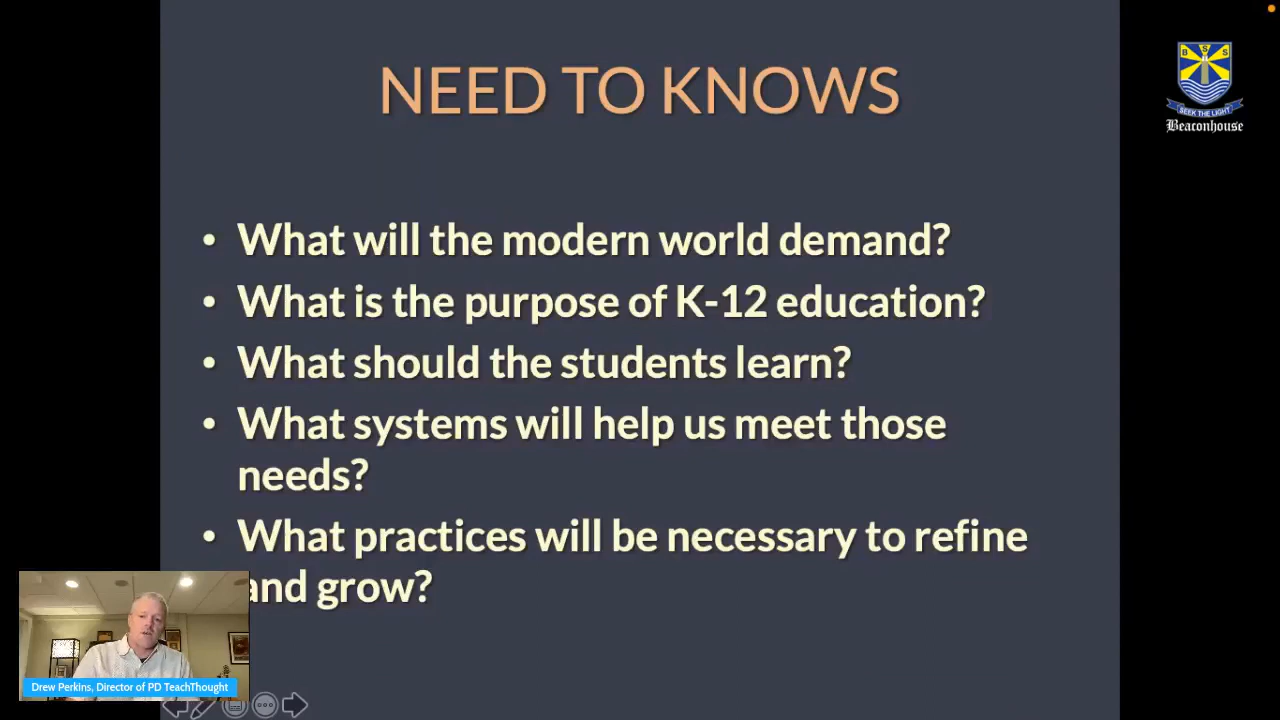 NEED TO KNOWS
B S S
SEEK THE LIGHT
Beaconhouse
• What will the modern world demand?
• What is the purpose of K-12 education?
• What should the students learn?
• What systems will help us meet those
needs?
• What practices will be necessary to refine
and grow?
Drew Perkins, Director of PD TeachThought